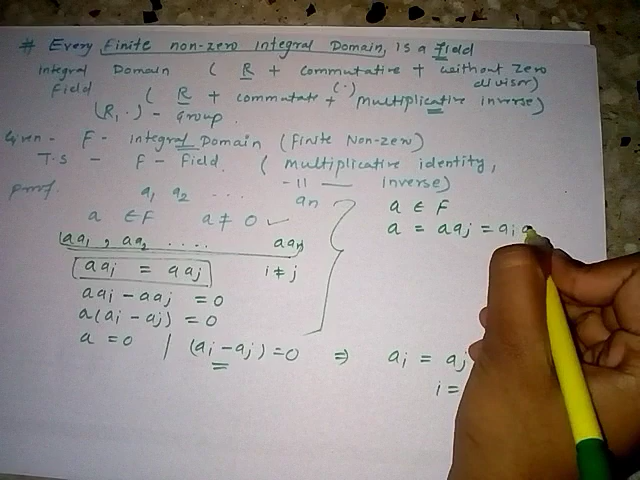 # Every Finite non-zero Integral Domain, is a field
Integral Domain ( R + commutative + without zero divisor)
Field ( R + commutate + (·) multiplicative inverse)
(R, ·) - Group
Given - F - Integral Domain (Finite Non-zero)
T.S - F - Field. ( multiplicative identity,
-11- inverse)
Proof. a₁ a₂ ... aₙ
a ∈ F a ≠ 0 ✓
aa₁, aa₂ .... aaₙ
aaᵢ = aaⱼ i ≠ j
aaᵢ - aaⱼ = 0
a(aᵢ - aⱼ) = 0
a = 0 / (aᵢ - aⱼ) = 0 ⇒ aᵢ = aⱼ
i =
a ∈ F
a = aaⱼ = aⱼa